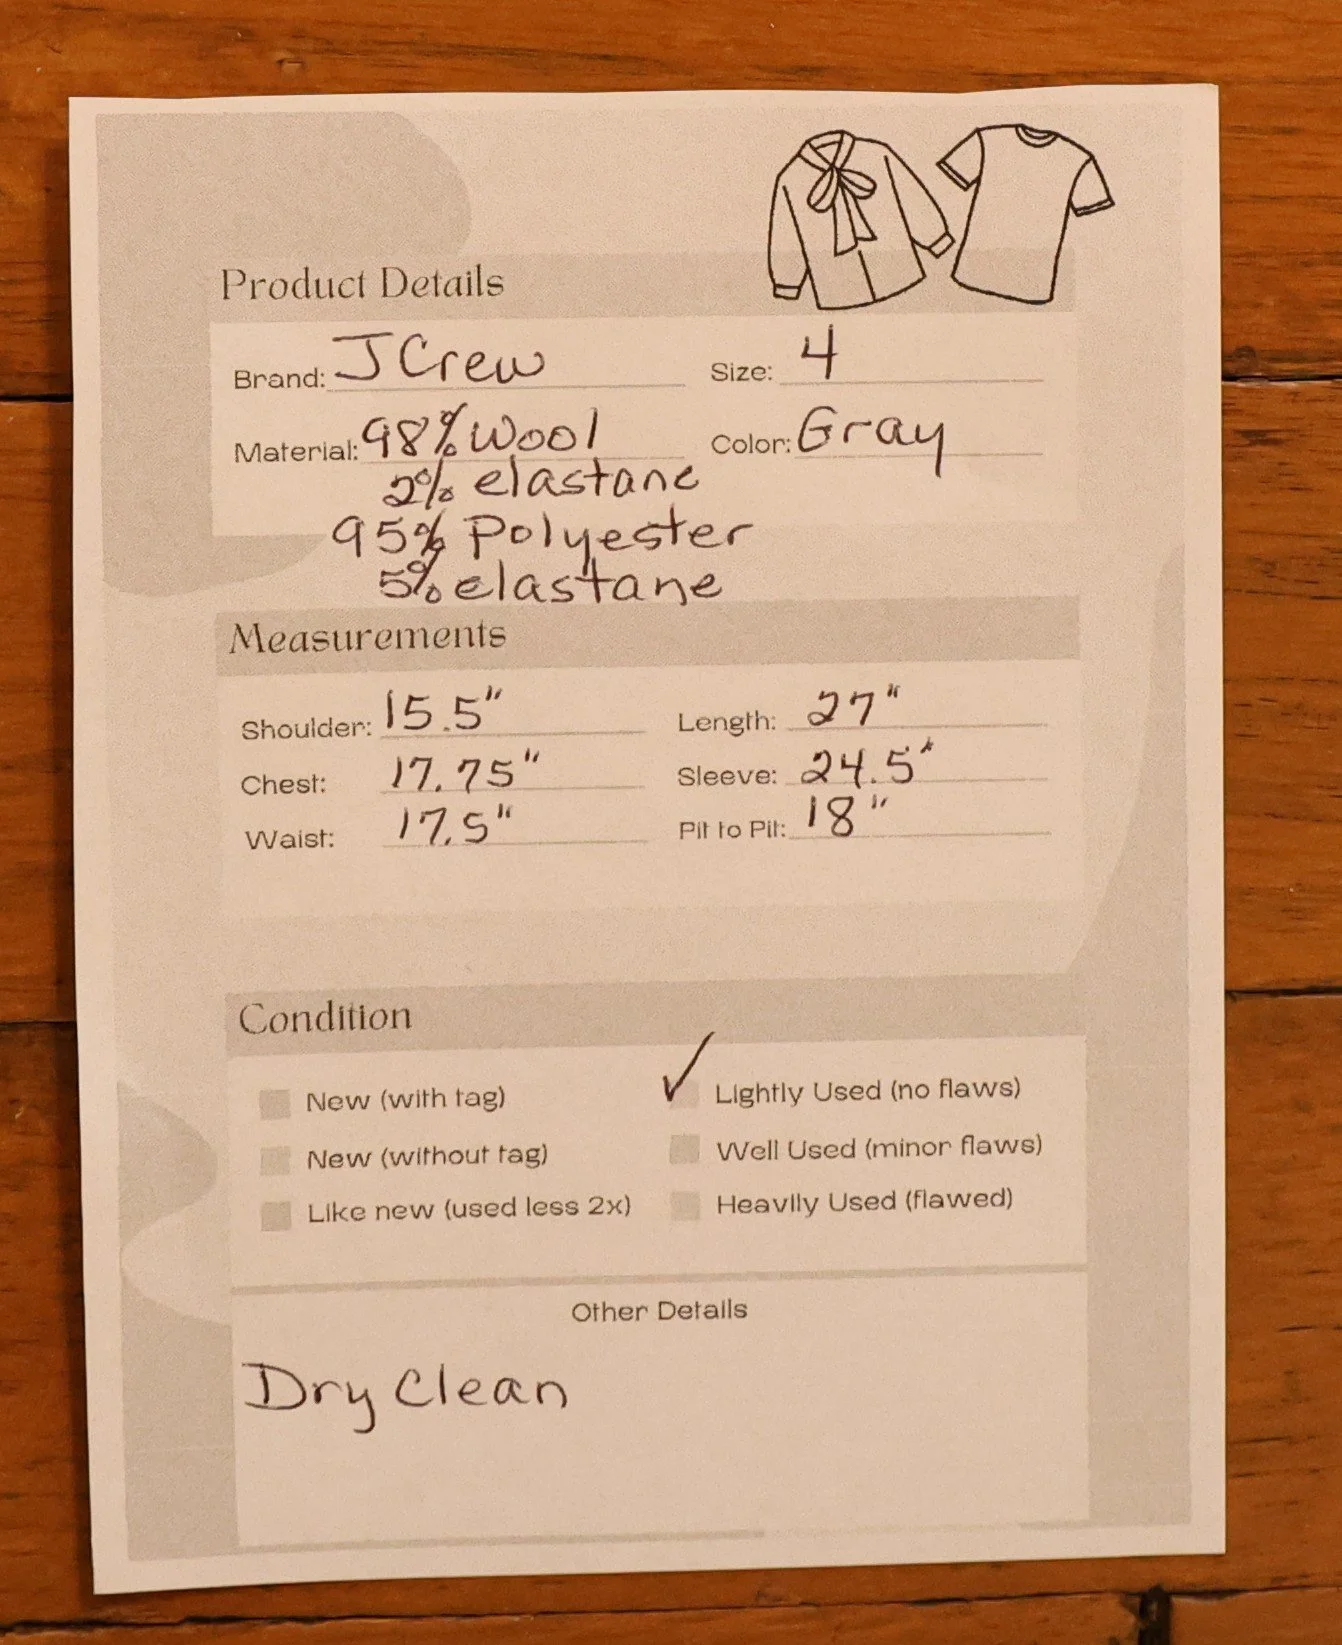 Product Details
Brand: J Crew Size: 4
Material: 98% Wool Color: Gray
2% elastane
95% Polyester
5% elastane
Measurements
Shoulder: 15.5" Length: 27"
Chest: 17.75" Sleeve: 24.5"
Waist: 17.5" Pit to Pit: 18"
Condition
New (with tag) ✓ Lightly Used (no flaws)
New (without tag) Well Used (minor flaws)
Like new (used less 2x) Heavily Used (flawed)
Other Details
Dry Clean